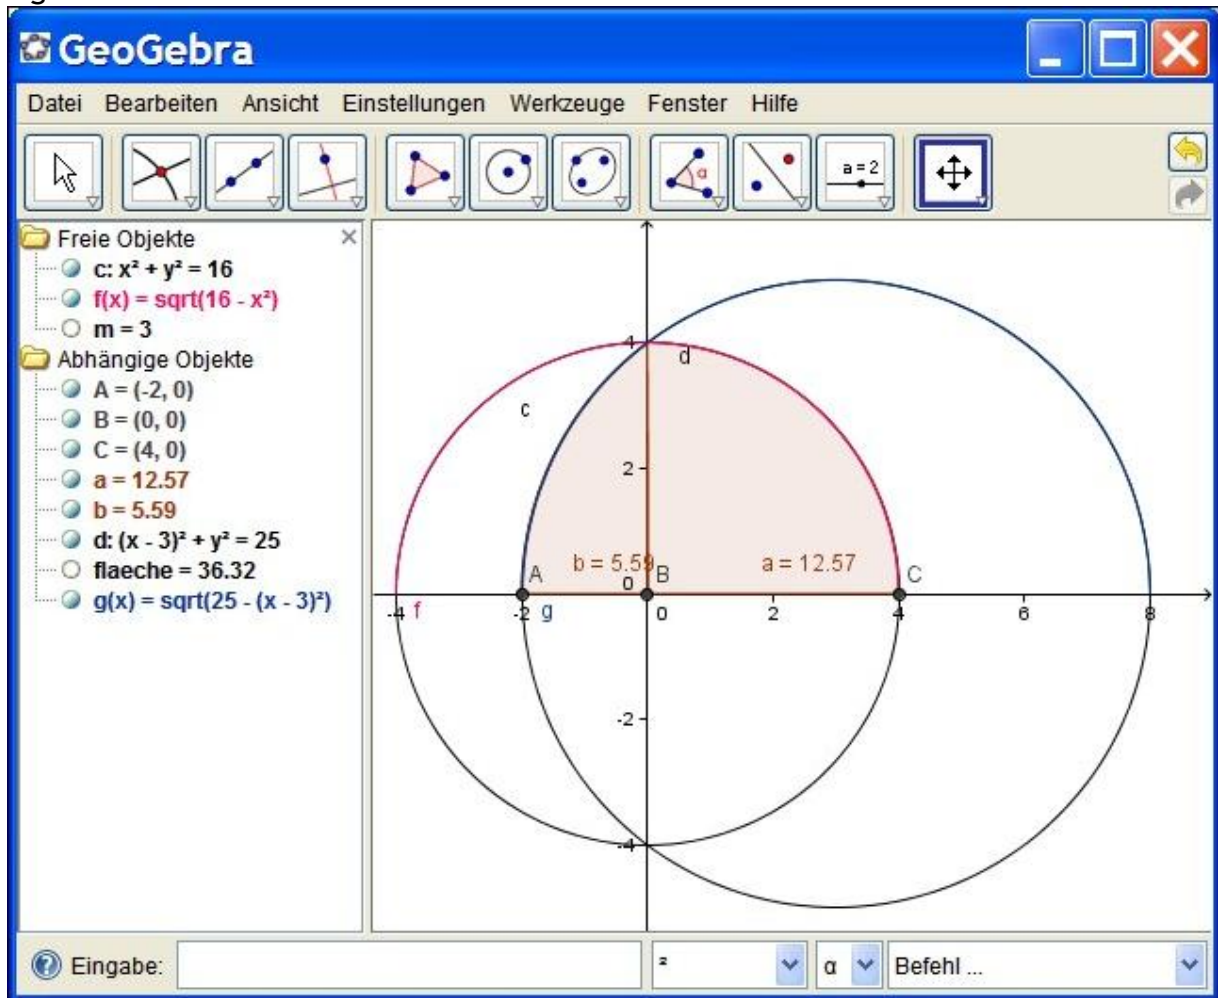 GeoGebra
Datei Bearbeiten Ansicht Einstellungen Werkzeuge Fenster Hilfe
α a = 2
Freie Objekte
c: x² + y² = 16
f(x) = sqrt(16 - x²)
m = 3
Abhängige Objekte
A = (-2, 0)
B = (0, 0)
C = (4, 0)
a = 12.57
b = 5.59
d: (x - 3)² + y² = 25
flaeche = 36.32
g(x) = sqrt(25 - (x - 3)²)
4 d
c
2
b = 5.59 a = 12.57
A 0 B C
-4 f -2 g 0 2 4 6 8
-2
-4
Eingabe: ² α Befehl ...